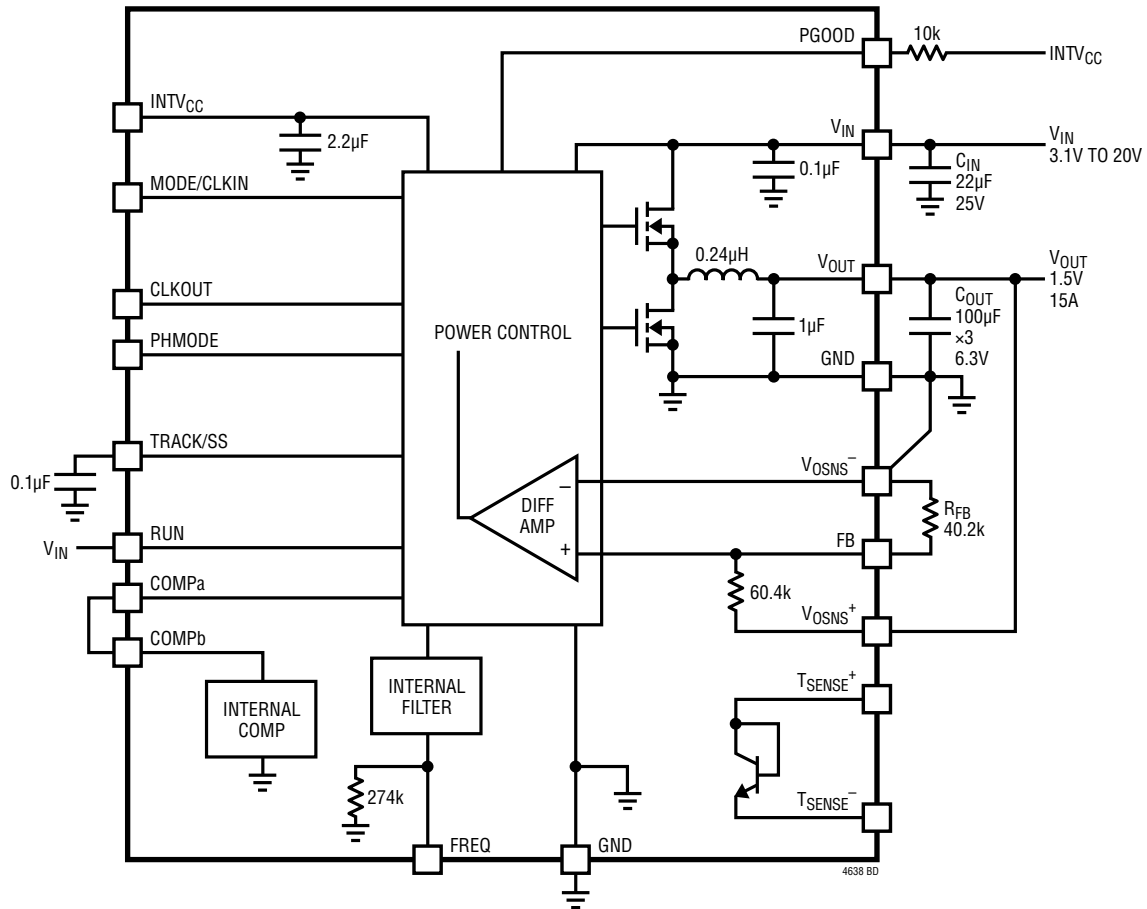 PGOOD
10k
INTVCC
INTVCC
2.2µF
VIN
VIN
3.1V TO 20V
0.1µF
CIN
22µF
25V
MODE/CLKIN
0.24µH
VOUT
VOUT
1.5V
15A
CLKOUT
COUT
100µF
×3
6.3V
1µF
POWER CONTROL
PHMODE
GND
TRACK/SS
0.1µF
VOSNS−
DIFF
AMP
−
+
RFB
40.2k
VIN
RUN
FB
COMPa
60.4k
VOSNS+
COMPb
INTERNAL
COMP
INTERNAL
FILTER
TSENSE+
274k
TSENSE−
FREQ
GND
4638 BD